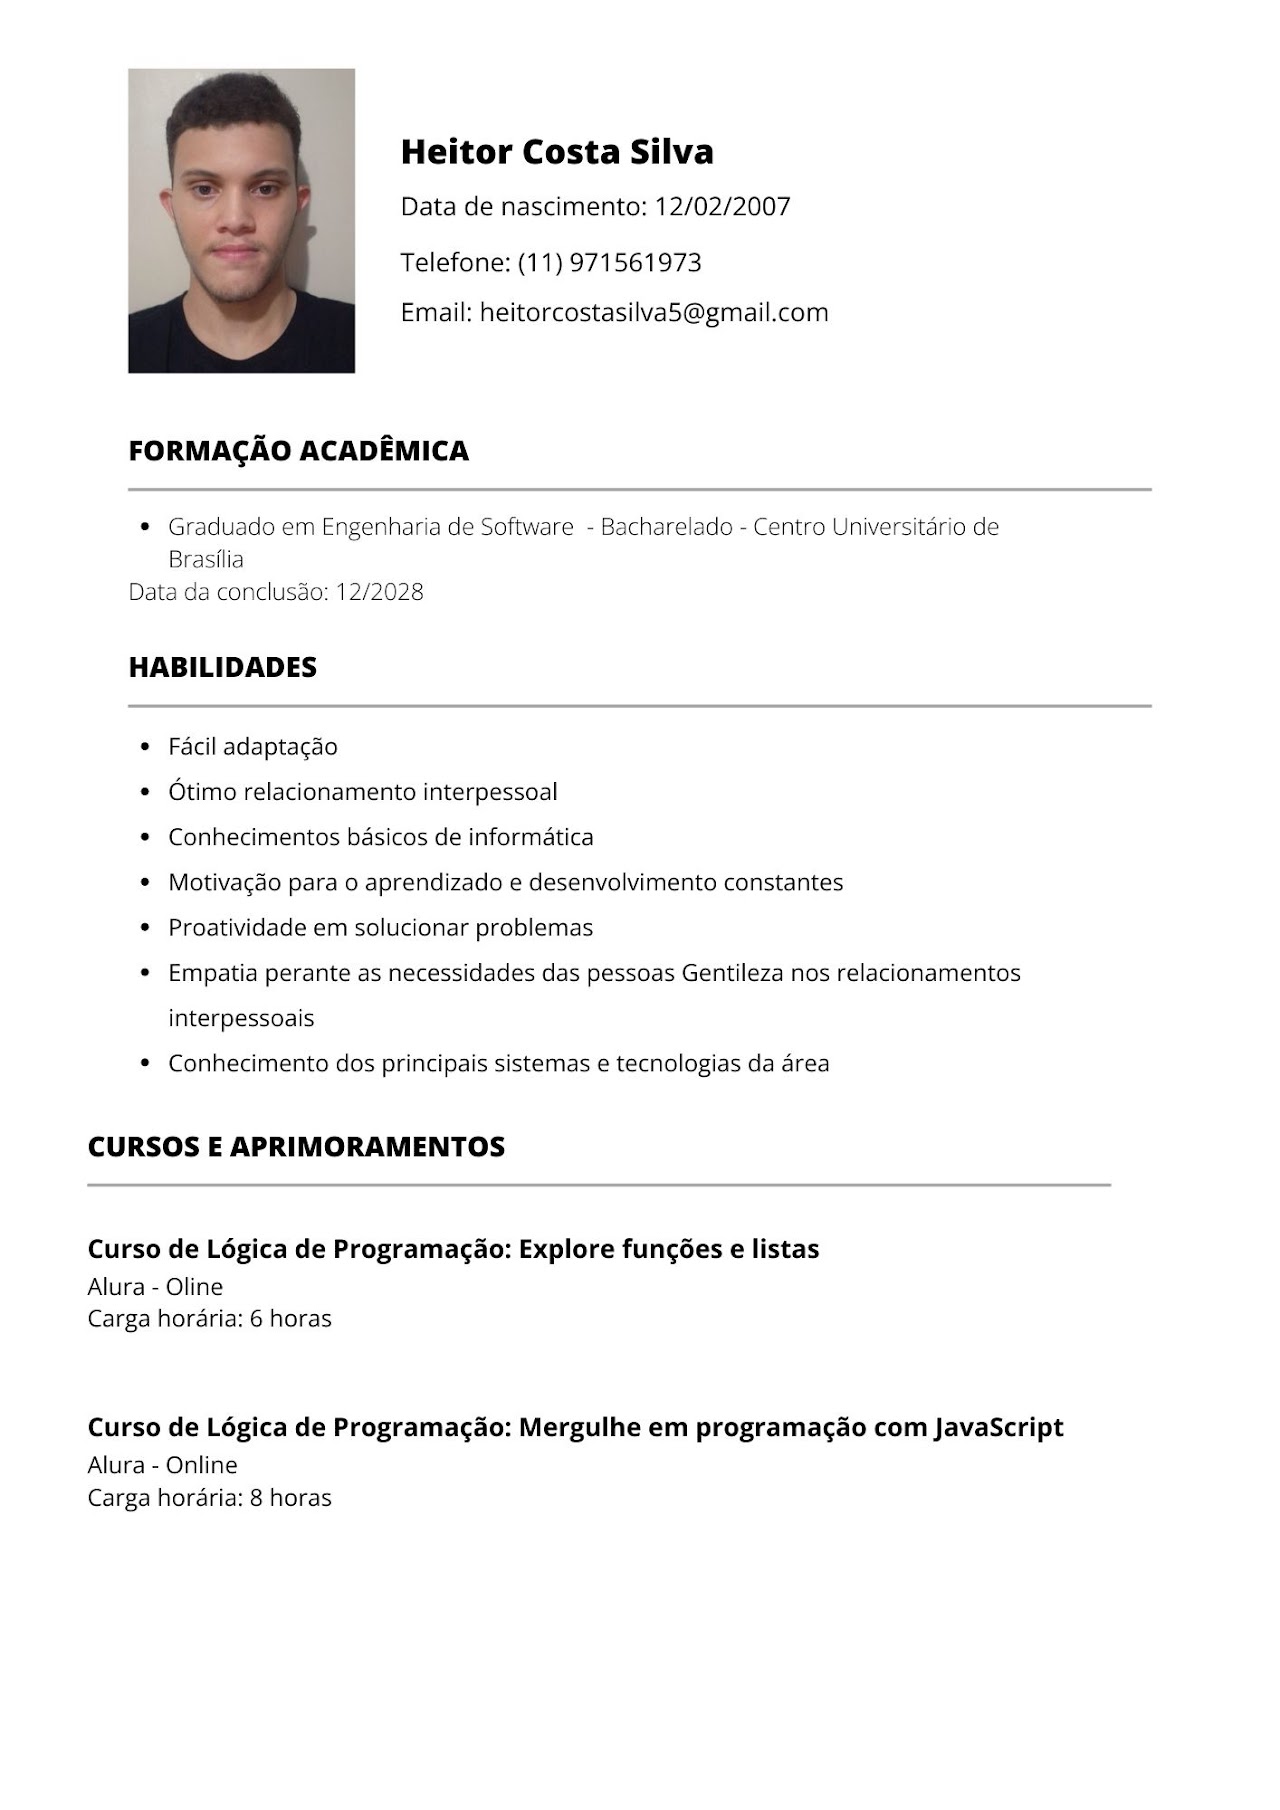 Heitor Costa Silva
Data de nascimento: 12/02/2007
Telefone: (11) 971561973
Email: heitorcostasilva5@gmail.com
FORMAÇÃO ACADÊMICA
• Graduado em Engenharia de Software - Bacharelado - Centro Universitário de
Brasília
Data da conclusão: 12/2028
HABILIDADES
• Fácil adaptação
• Ótimo relacionamento interpessoal
• Conhecimentos básicos de informática
• Motivação para o aprendizado e desenvolvimento constantes
• Proatividade em solucionar problemas
• Empatia perante as necessidades das pessoas Gentileza nos relacionamentos
interpessoais
• Conhecimento dos principais sistemas e tecnologias da área
CURSOS E APRIMORAMENTOS
Curso de Lógica de Programação: Explore funções e listas
Alura - Oline
Carga horária: 6 horas
Curso de Lógica de Programação: Mergulhe em programação com JavaScript
Alura - Online
Carga horária: 8 horas